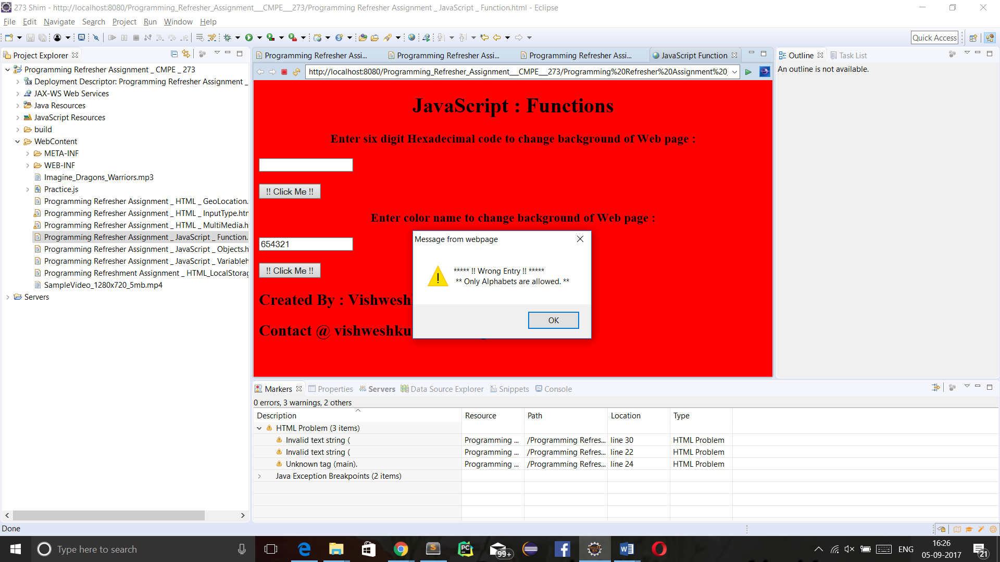 273 Shim - http://localhost:8080/Programming_Refresher_Assignment___CMPE___273/Programming Refresher Assignment _ JavaScript _ Function.html - Eclipse
File Edit Navigate Search Project Run Window Help
Quick Access
Project Explorer
Programming Refresher Assignment _ CMPE _ 273
Deployment Descriptor: Programming Refresher Assignment _
JAX-WS Web Services
Java Resources
JavaScript Resources
build
WebContent
META-INF
WEB-INF
Imagine_Dragons_Warriors.mp3
Practice.js
Programming Refresher Assignment _ HTML _ GeoLocation.
Programming Refresher Assignment _ HTML _ InputType.htm
Programming Refresher Assignment _ HTML _ MultiMedia.h
Programming Refresher Assignment _ JavaScript _ Function.
Programming Refresher Assignment _ JavaScript _ Objects.h
Programming Refresher Assignment _ JavaScript _ Variableh
Programming Refreshment Assignment _ HTML_LocalStorag
SampleVideo_1280x720_5mb.mp4
Servers
Programming Refresher Assi... Programming Refresher Assi... Programming Refresher Assi... JavaScript Function
http://localhost:8080/Programming_Refresher_Assignment___CMPE___273/Programming%20Refresher%20Assignment%20_
JavaScript : Functions
Enter six digit Hexadecimal code to change background of Web page :
!! Click Me !!
Enter color name to change background of Web page :
654321
!! Click Me !!
Created By : Vishwesh
Contact @ vishweshku
Message from webpage
***** !! Wrong Entry !! *****
** Only Alphabets are allowed. **
OK
Outline Task List
An outline is not available.
Markers Properties Servers Data Source Explorer Snippets Console
0 errors, 3 warnings, 2 others
Description Resource Path Location Type
HTML Problem (3 items)
Invalid text string ( Programming ... /Programming Refres... line 30 HTML Problem
Invalid text string ( Programming ... /Programming Refres... line 22 HTML Problem
Unknown tag (main). Programming ... /Programming Refres... line 24 HTML Problem
Java Exception Breakpoints (2 items)
Done
Type here to search
99+
ENG
16:26
05-09-2017
21